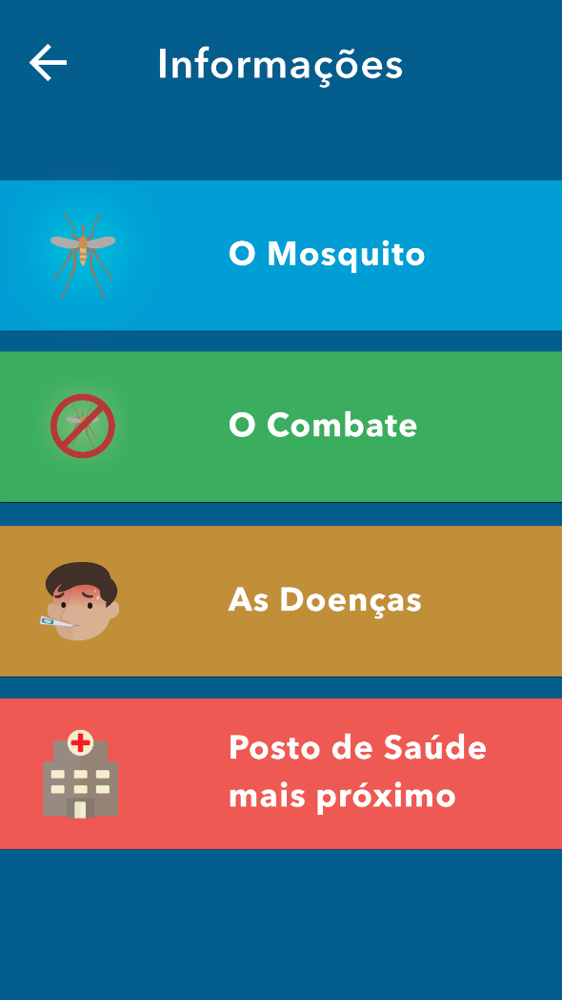 Informações
O Mosquito
O Combate
As Doenças
Posto de Saúde
mais próximo